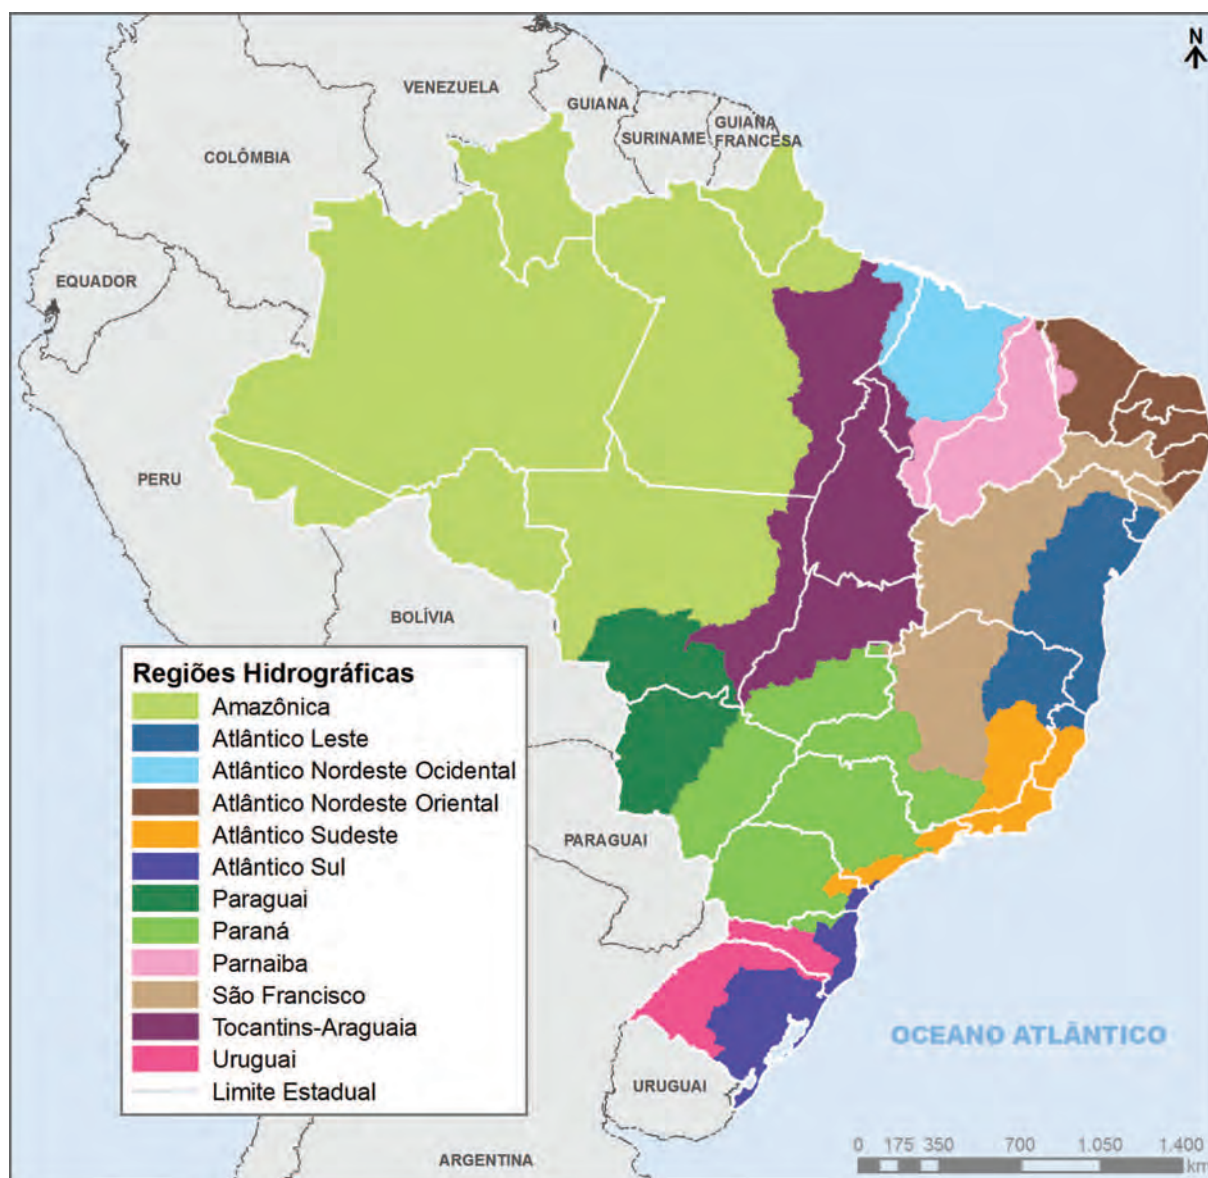 N
VENEZUELA
GUIANA
SURINAME
GUIANA
FRANCESA
COLÔMBIA
EQUADOR
PERU
BOLÍVIA
PARAGUAI
Regiões Hidrográficas
Amazônica
Atlântico Leste
Atlântico Nordeste Ocidental
Atlântico Nordeste Oriental
Atlântico Sudeste
Atlântico Sul
Paraguai
Paraná
Parnaiba
São Francisco
Tocantins-Araguaia
Uruguai
Limite Estadual
OCEANO ATLÂNTICO
URUGUAI
ARGENTINA
0 175 350 700 1.050 1.400
km